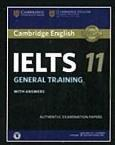 Cambridge English
IELTS 11
GENERAL TRAINING
WITH ANSWERS
AUTHENTIC EXAMINATION PAPERS